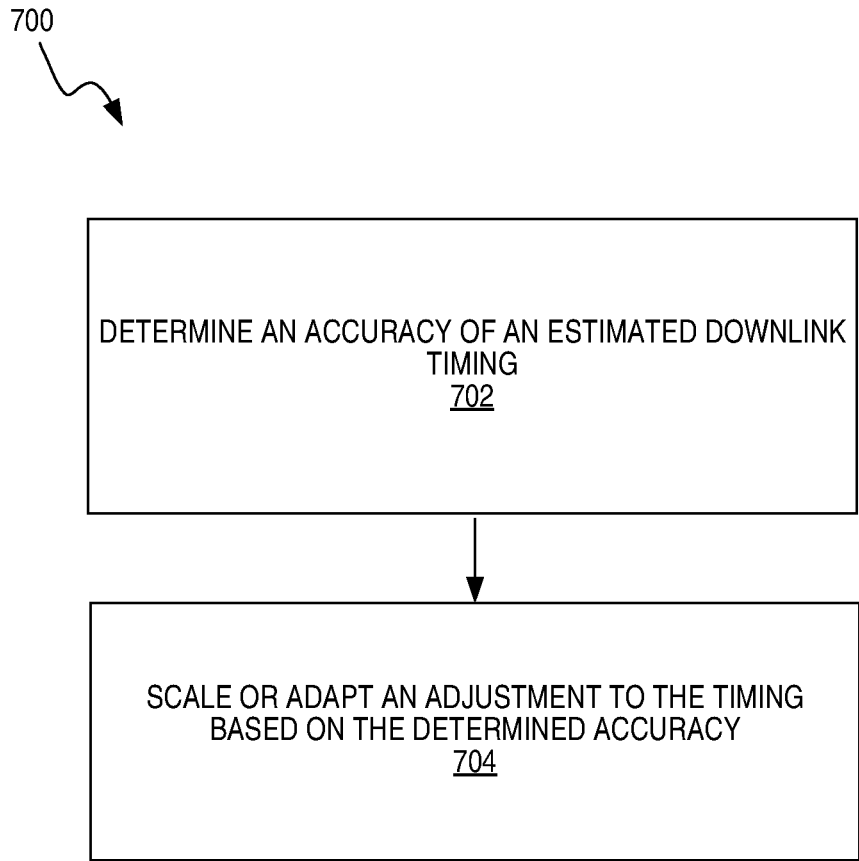 700
DETERMINE AN ACCURACY OF AN ESTIMATED DOWNLINK
TIMING
702
SCALE OR ADAPT AN ADJUSTMENT TO THE TIMING
BASED ON THE DETERMINED ACCURACY
704